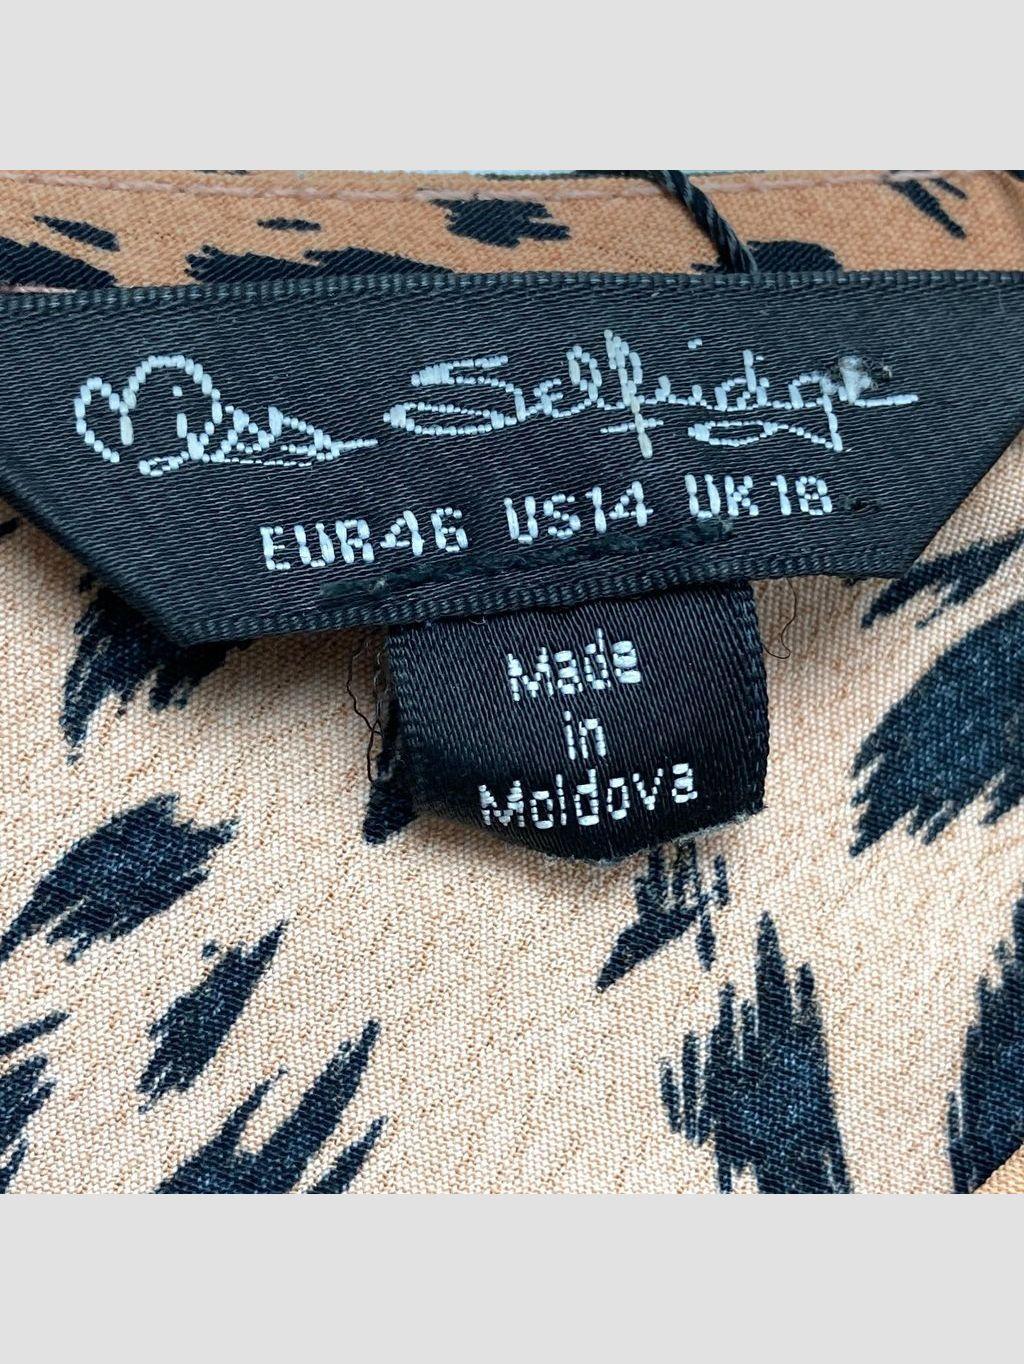 Miss Selfridge
EUR46 US14 UK18
Made
in
Moldova